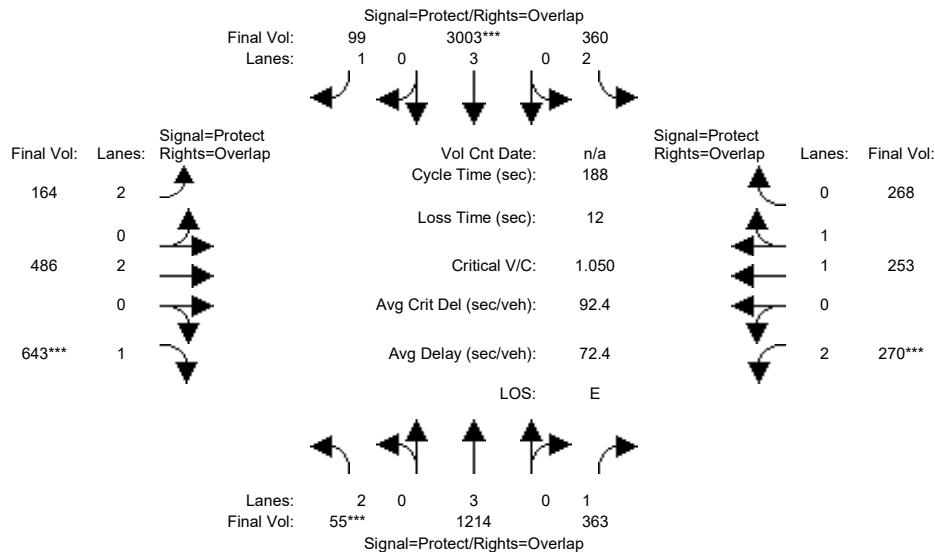 Signal=Protect/Rights=Overlap
Final Vol: 99 3003*** 360
Lanes: 1 0 3 0 2
Signal=Protect Signal=Protect
Final Vol: Lanes: Rights=Overlap Vol Cnt Date: n/a Rights=Overlap Lanes: Final Vol:
Cycle Time (sec): 188
164 2 0 268
Loss Time (sec): 12
0 1
486 2 Critical V/C: 1.050 1 253
0 Avg Crit Del (sec/veh): 92.4 0
643*** 1 Avg Delay (sec/veh): 72.4 2 270***
LOS: E
Lanes: 2 0 3 0 1
Final Vol: 55*** 1214 363
Signal=Protect/Rights=Overlap